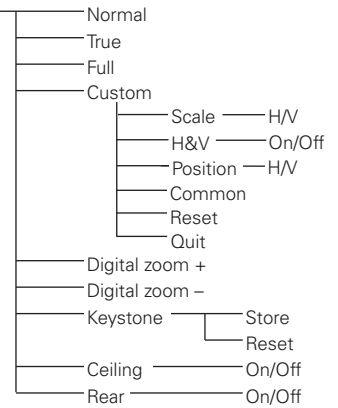 Normal
True
Full
Custom
Scale H/V
H&V On/Off
Position H/V
Common
Reset
Quit
Digital zoom +
Digital zoom –
Keystone Store
Reset
Ceiling On/Off
Rear On/Off